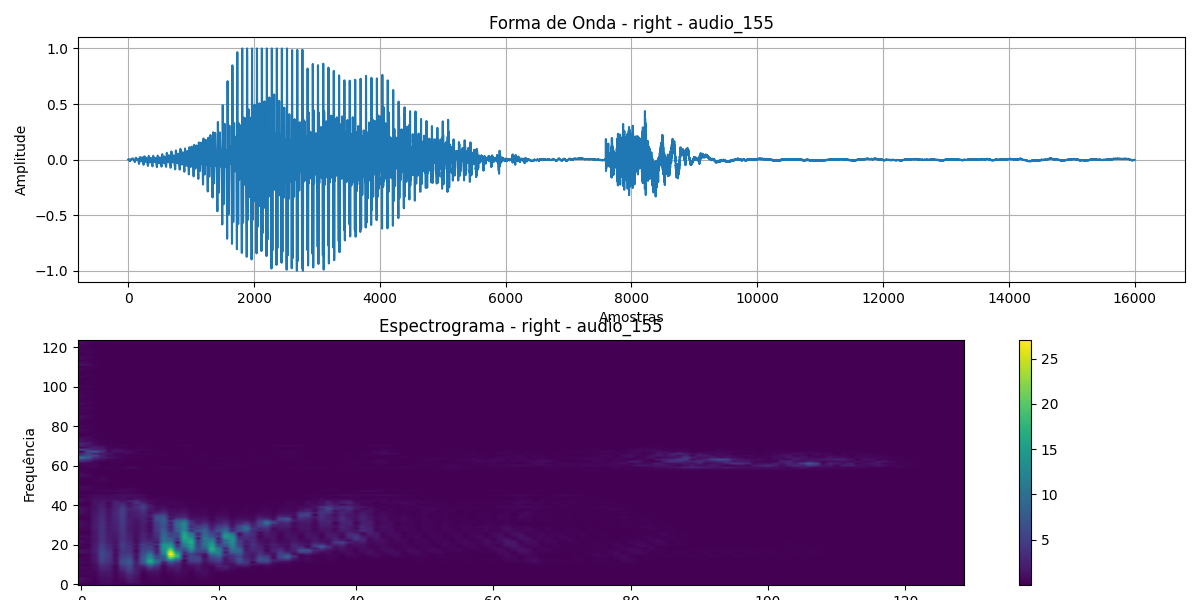 Forma de Onda - right - audio_155
1.0
0.5
0.0
−0.5
−1.0
Amplitude
0 2000 4000 6000 8000 10000 12000 14000 16000
Amostras
Espectrograma - right - audio_155
120
100
80
60
40
20
0
Frequência
25
20
15
10
5
0 20 40 60 80 100 120